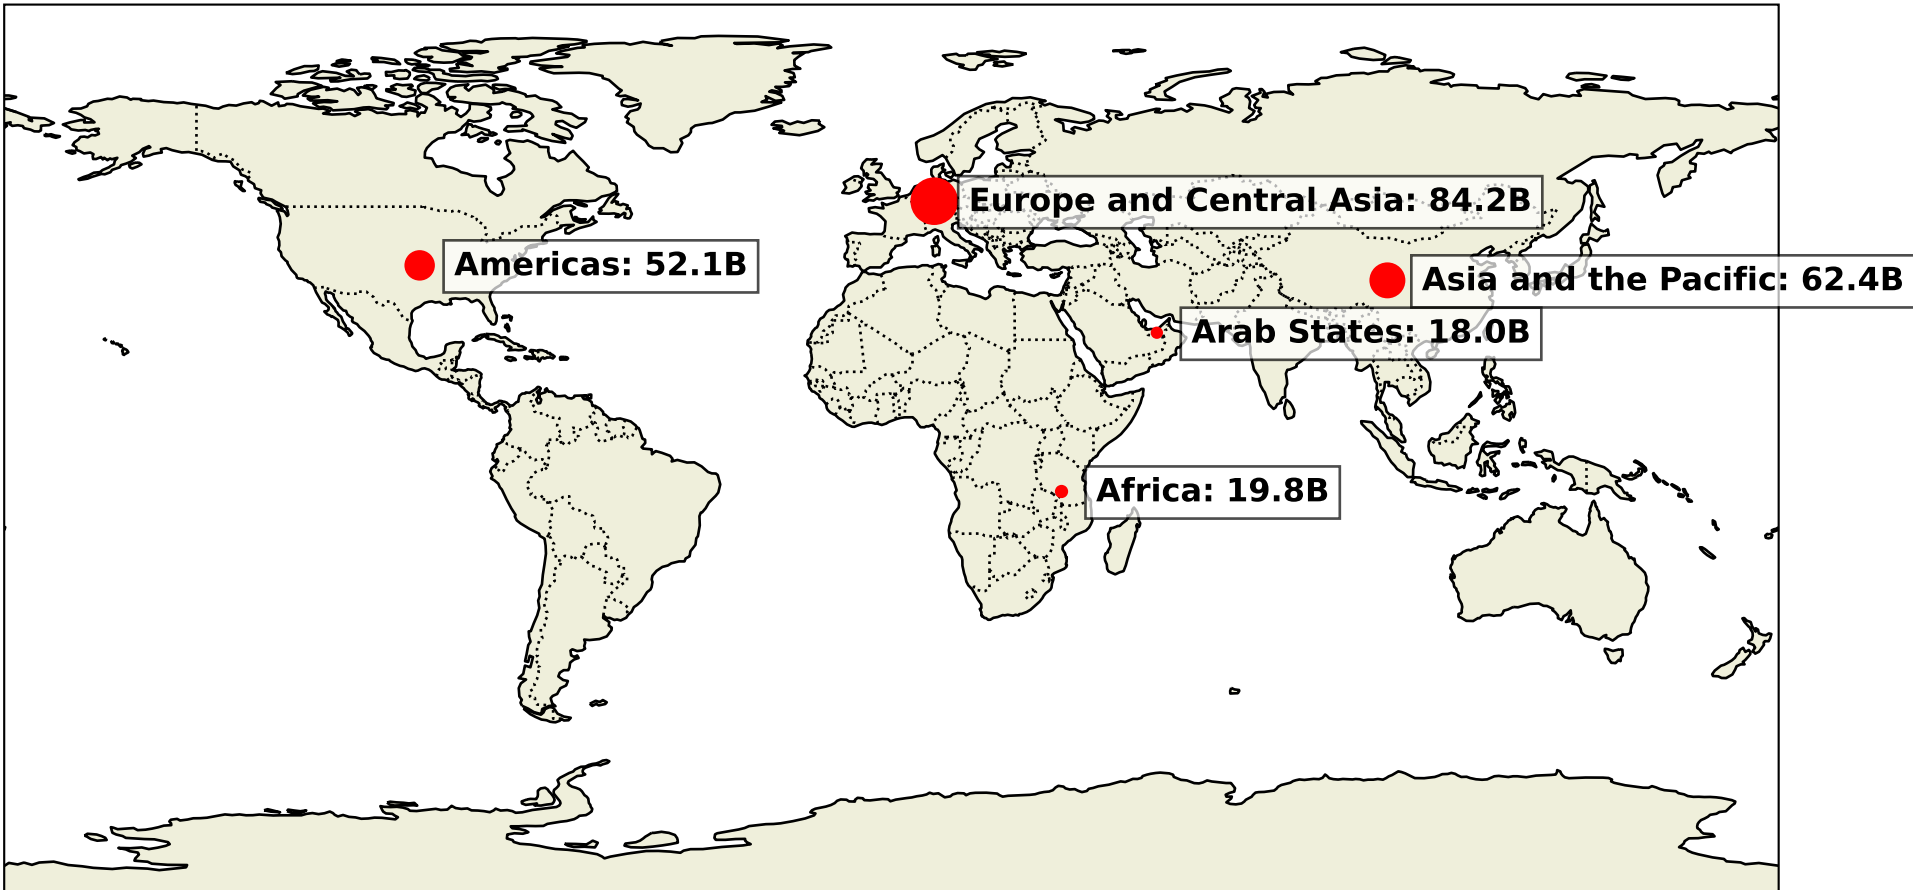 Europe and Central Asia: 84.2B
Americas: 52.1B
Asia and the Pacific: 62.4B
Arab States: 18.0B
Africa: 19.8B